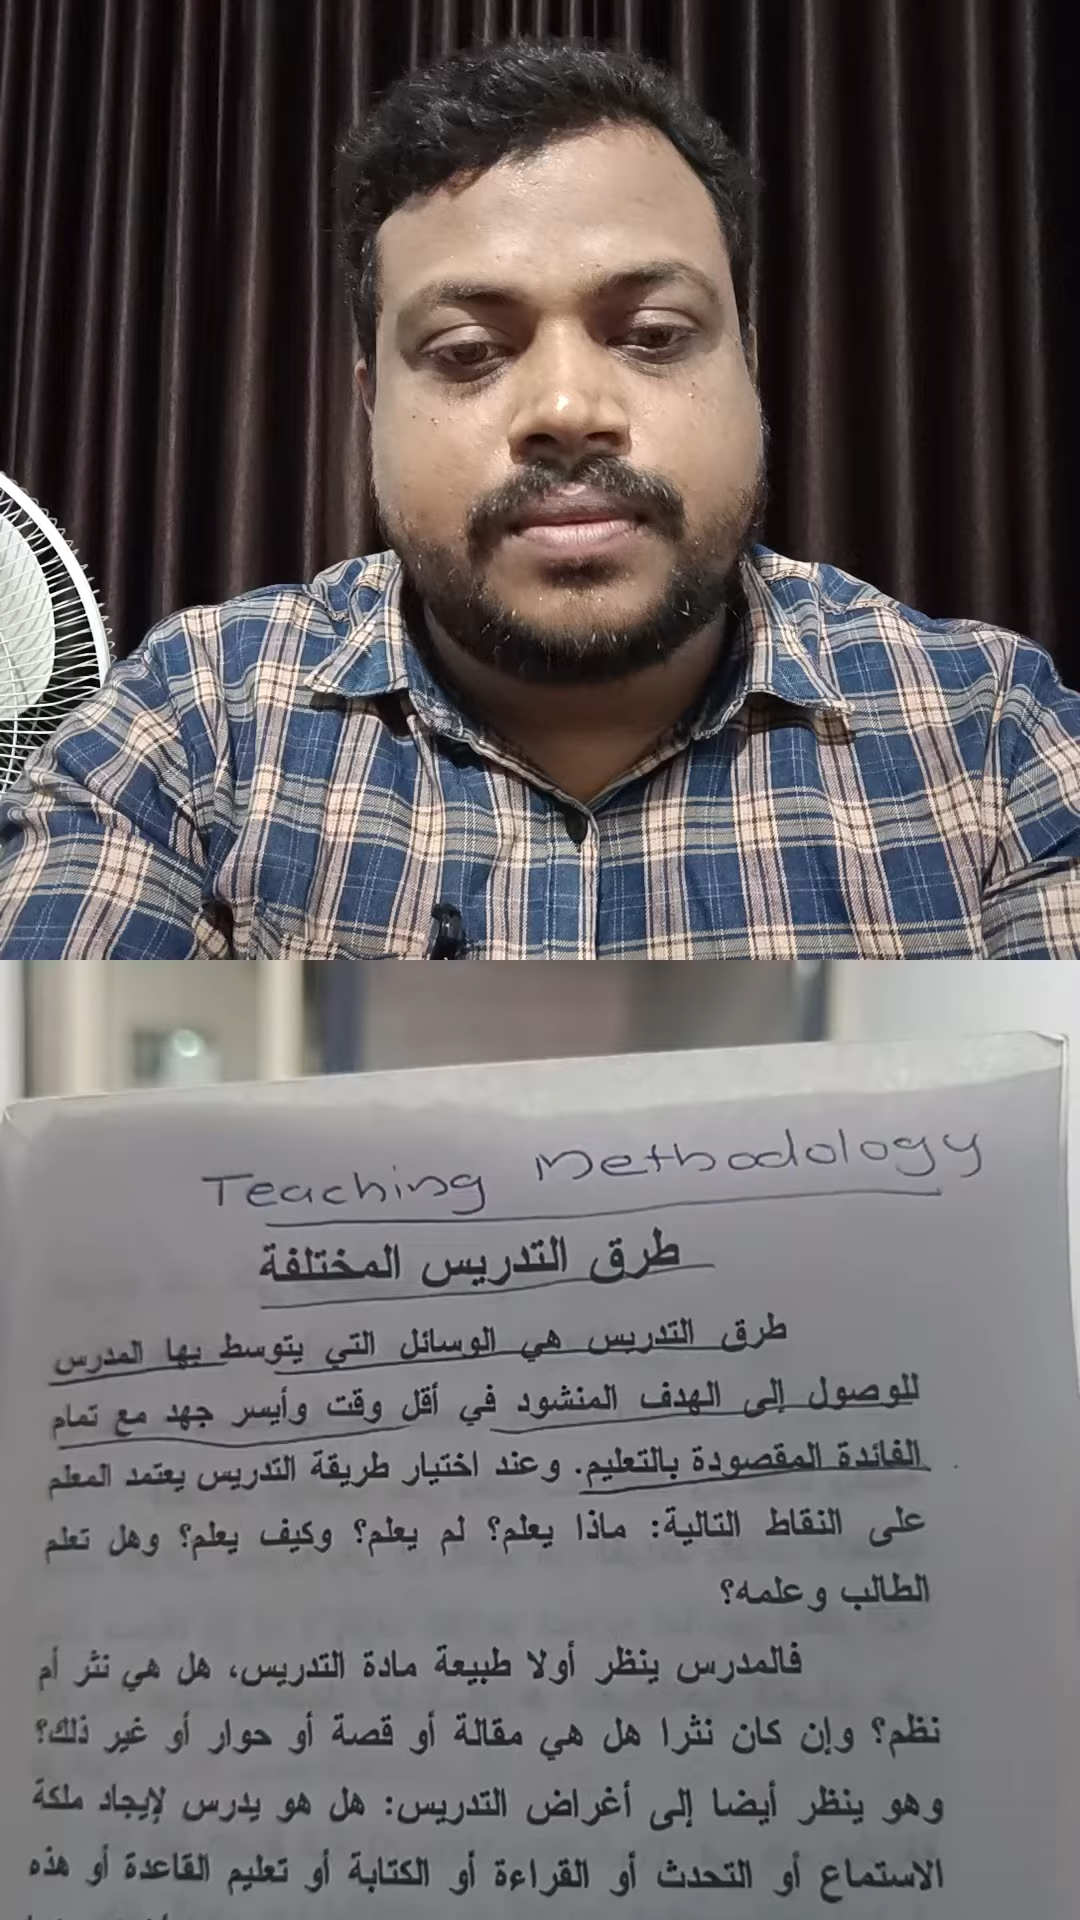 Teaching Methodology
طرق التدريس المختلفة
طرق التدريس هي الوسائل التي يتوسط بها المدرس
للوصول إلى الهدف المنشود في أقل وقت وأيسر جهد مع تمام
الفائدة المقصودة بالتعليم. وعند اختيار طريقة التدريس يعتمد المعلم
على النقاط التالية: ماذا يعلم؟ لم يعلم؟ وكيف يعلم؟ وهل تعلم
الطالب وعلمه؟
فالمدرس ينظر أولا طبيعة مادة التدريس، هل هي نثر أم
نظم؟ وإن كان نثرا هل هي مقالة أو قصة أو حوار أو غير ذلك؟
وهو ينظر أيضا إلى أغراض التدريس: هل هو يدرس لإيجاد ملكة
الاستماع أو التحدث أو القراءة أو الكتابة أو تعليم القاعدة أو هذه